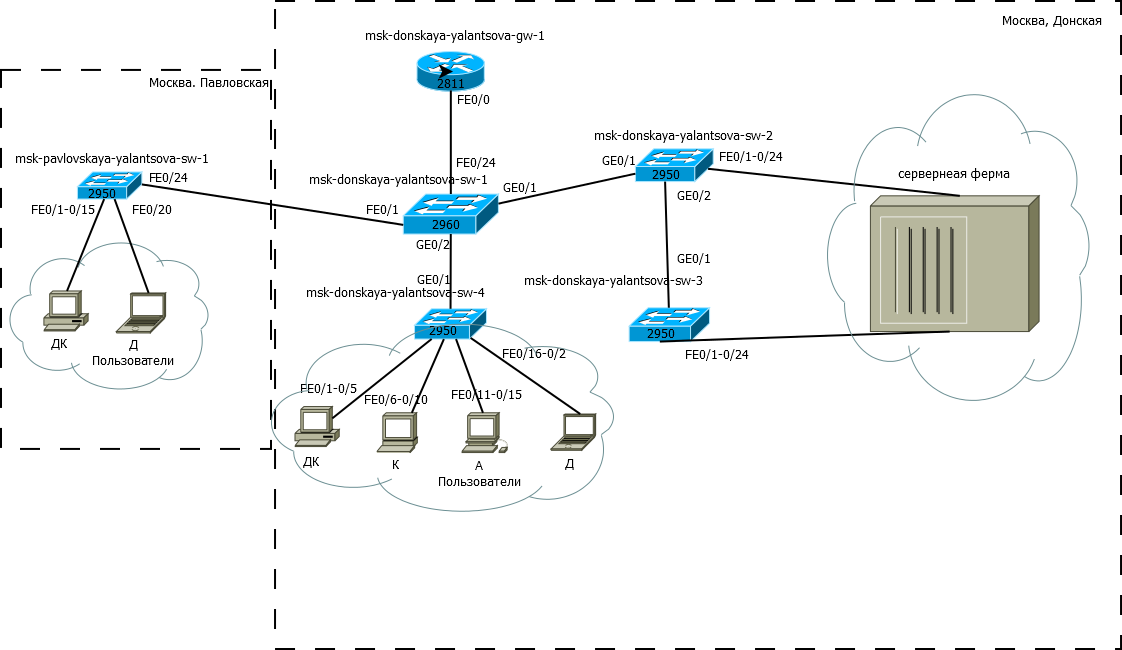 Москва, Донская
msk-donskaya-yalantsova-gw-1
2811
FE0/0
Москва. Павловская
msk-pavlovskaya-yalantsova-sw-1
2950
FE0/24
FE0/1-0/15
FE0/20
ДК
Д
Пользователи
FE0/24
msk-donskaya-yalantsova-sw-1
GE0/1
FE0/1
2960
GE0/2
msk-donskaya-yalantsova-sw-2
GE0/1
FE0/1-0/24
2950
GE0/2
сервернеая ферма
GE0/1
msk-donskaya-yalantsova-sw-3
2950
FE0/1-0/24
GE0/1
msk-donskaya-yalantsova-sw-4
2950
FE0/16-0/2
FE0/1-0/5
FE0/6-0/10
FE0/11-0/15
ДК
К
А
Д
Пользователи